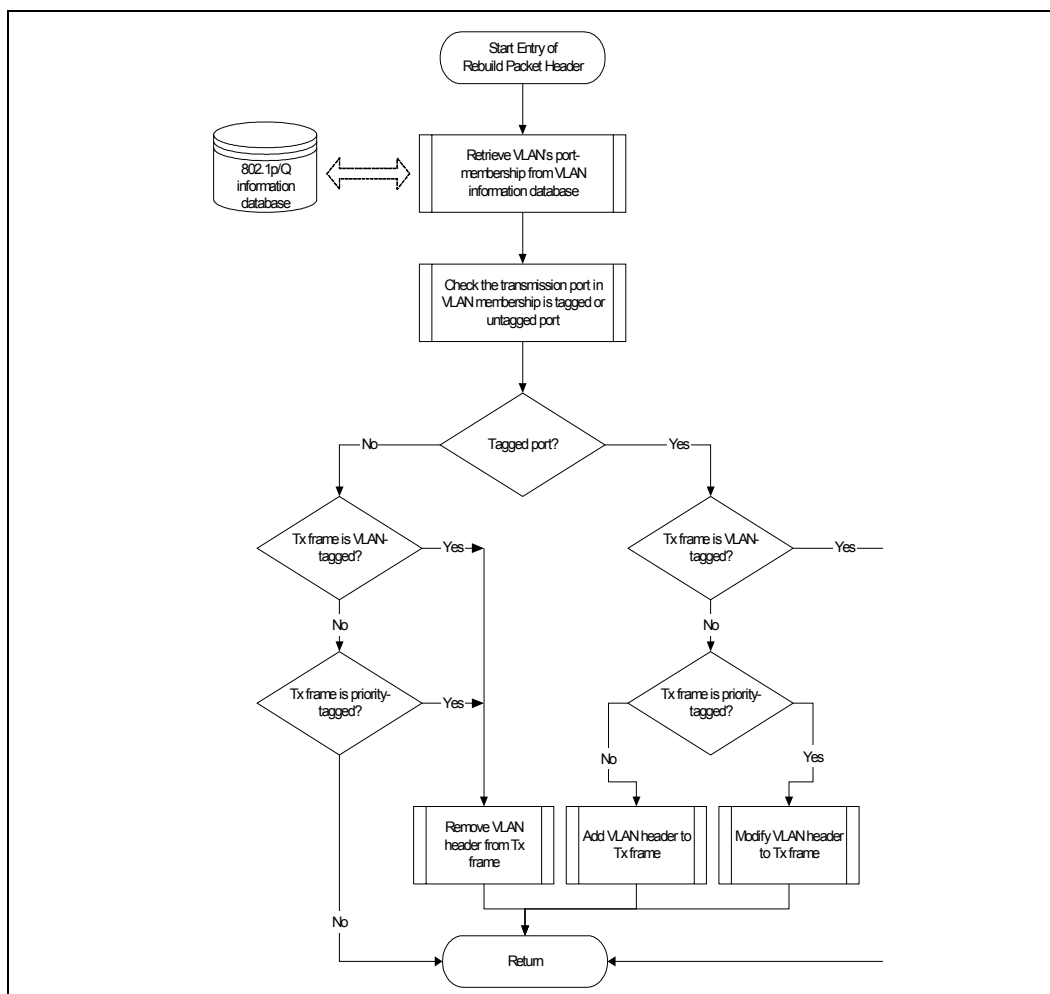 Start Entry of
Rebuild Packet Header
802.1p/Q
information
database
Retrieve VLAN's port-
membership from VLAN
information database
Check the transmission port in
VLAN membership is tagged or
untagged port
Tagged port?
No
Yes
Tx frame is VLAN-
tagged?
Yes
Tx frame is VLAN-
tagged?
Yes
No
No
Tx frame is priority-
tagged?
Yes
Tx frame is priority-
tagged?
No
Yes
Remove VLAN
header from Tx
frame
Add VLAN header to
Tx frame
Modify VLAN header
to Tx frame
No
Return